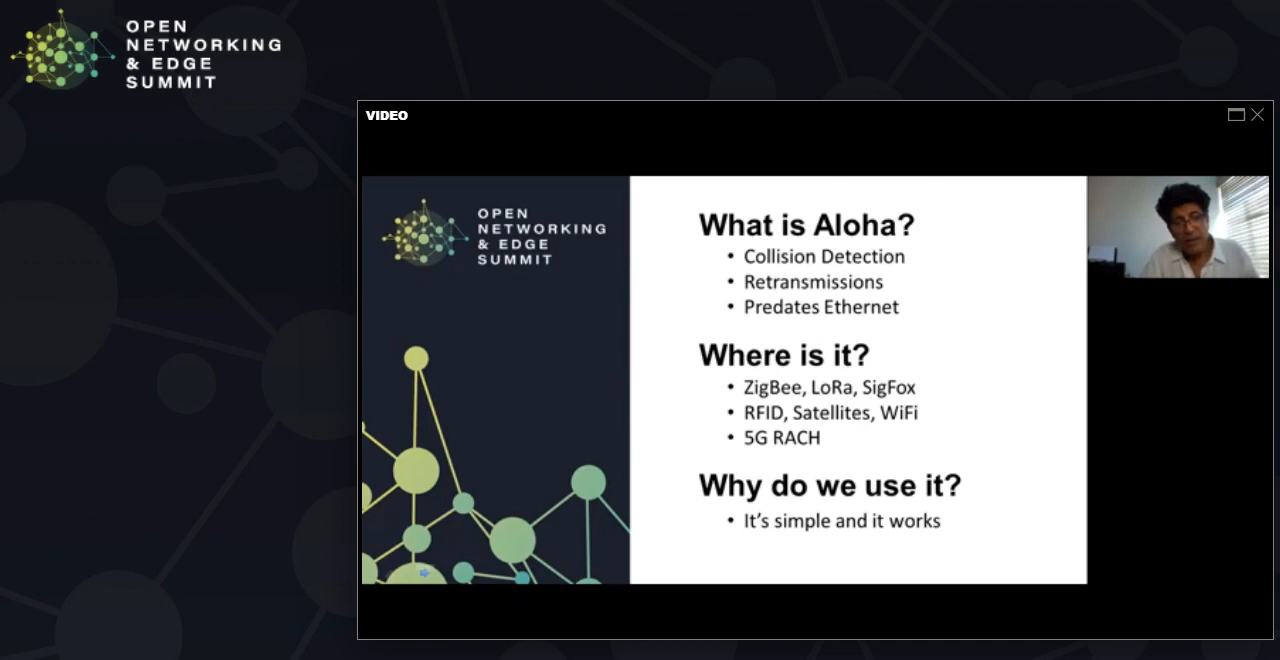 OPEN
NETWORKING
& EDGE
SUMMIT
VIDEO
OPEN
NETWORKING
& EDGE
SUMMIT
What is Aloha?
• Collision Detection
• Retransmissions
• Predates Ethernet
Where is it?
• ZigBee, LoRa, SigFox
• RFID, Satellites, WiFi
• 5G RACH
Why do we use it?
• It’s simple and it works